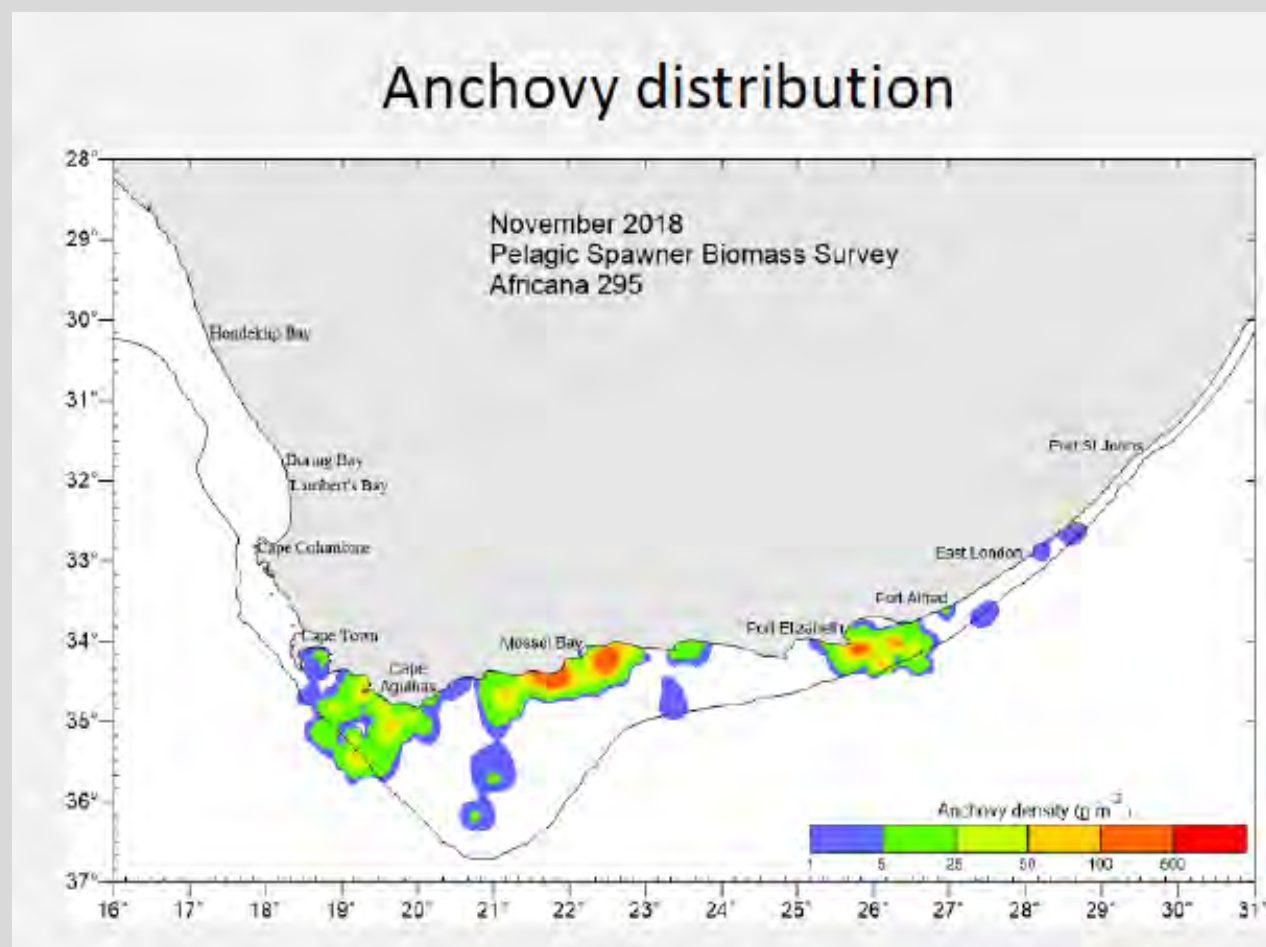 Anchovy distribution
November 2018
Pelagic Spawner Biomass Survey
Africana 295
28°
29°
30°
31°
32°
33°
34°
35°
36°
37°
Hondeklip Bay
Doring Bay
Lambert's Bay
Cape Columbine
Cape Town
Cape
Agulhas
Mossel Bay
Port Elizabeth
Port Alfred
East London
Port St Johns
Anchovy density (g m⁻²)
1 5 25 50 100 500
16° 17° 18° 19° 20° 21° 22° 23° 24° 25° 26° 27° 28° 29° 30° 31°